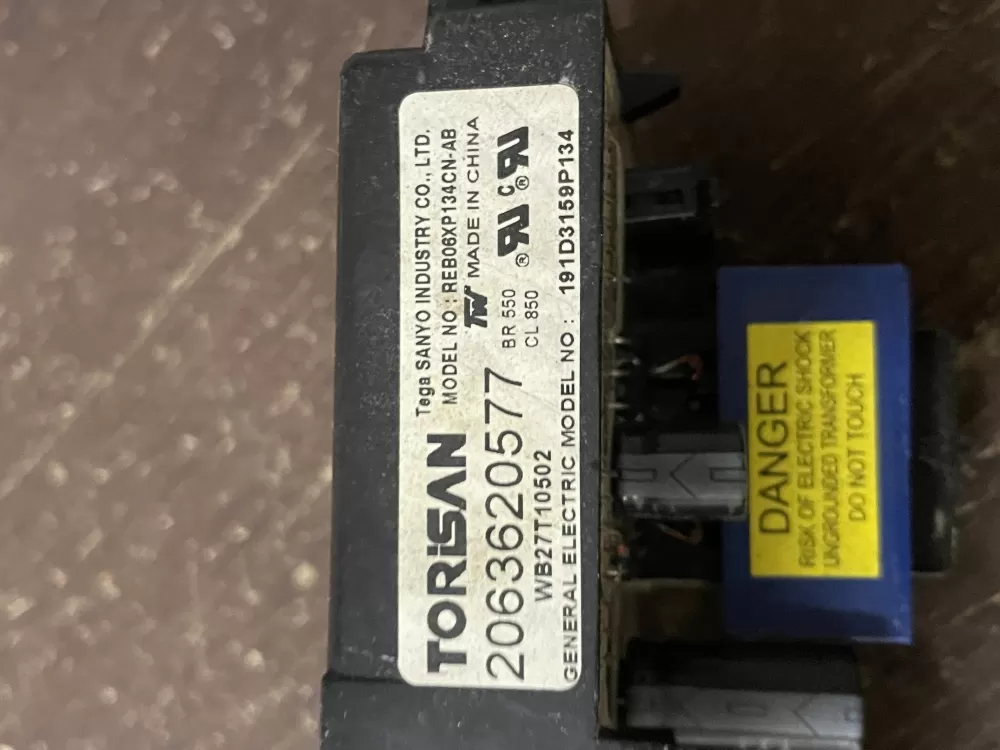 TORISAN
Tega SANYO INDUSTRY CO., LTD.
MODEL NO : REB06XP134CN-AB
TW MADE IN CHINA
2063620577
BR 550
CL 850
WB27T10502
GENERAL ELECTRIC MODEL NO : 191D3159P134
DANGER
RISK OF ELECTRIC SHOCK
UNGROUNDED TRANSFORMER
DO NOT TOUCH